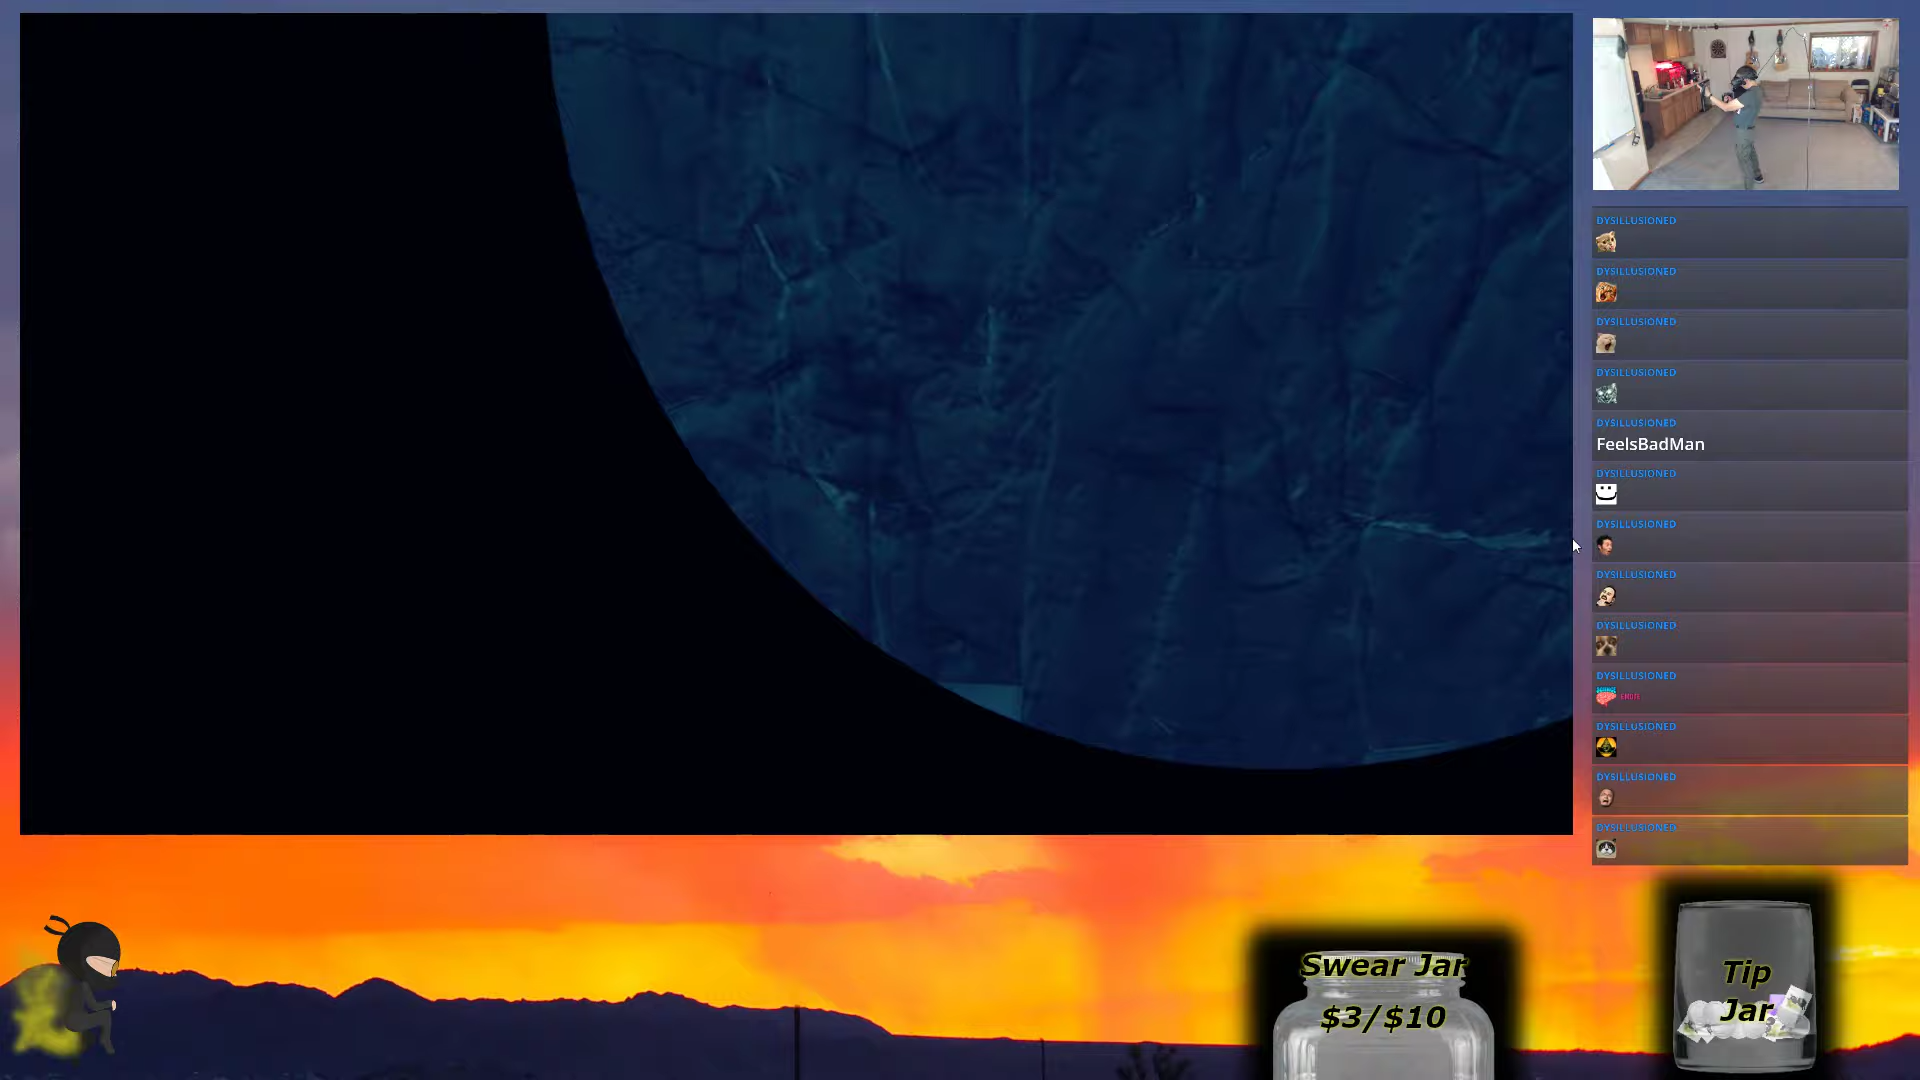 DYSILLUSIONED
DYSILLUSIONED
DYSILLUSIONED
DYSILLUSIONED
DYSILLUSIONED
FeelsBadMan
DYSILLUSIONED
DYSILLUSIONED
DYSILLUSIONED
DYSILLUSIONED
DYSILLUSIONED
DYSILLUSIONED
DYSILLUSIONED
DYSILLUSIONED
Swear Jar
$3/$10
Tip
Jar